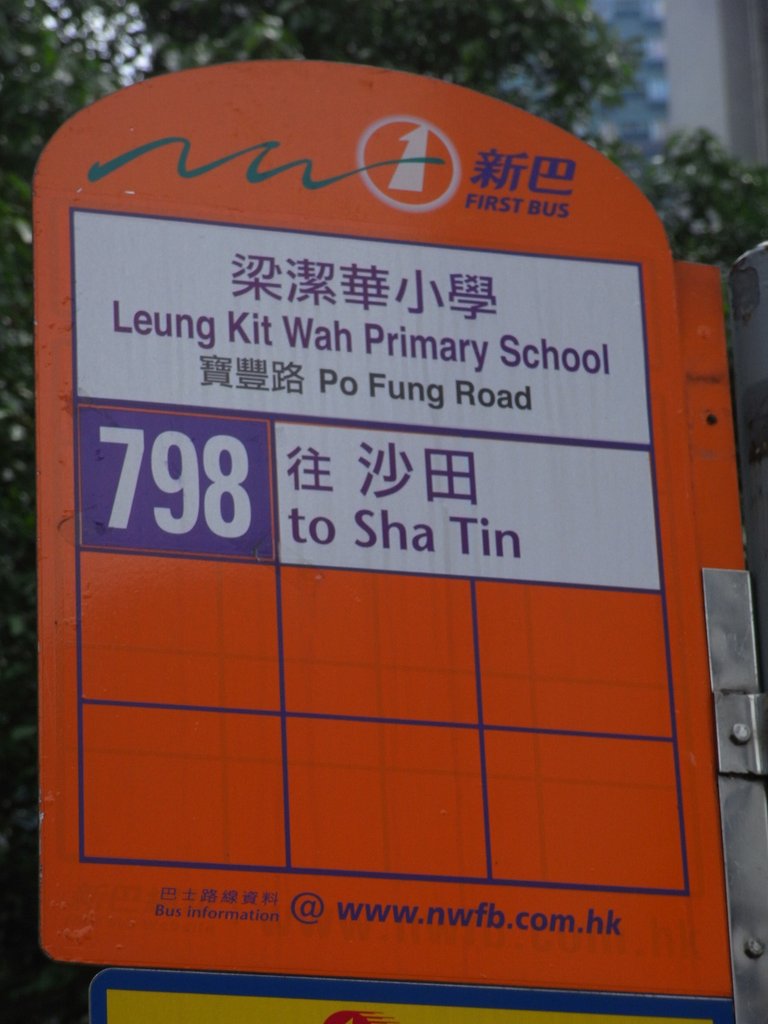 nw 1 新巴
FIRST BUS
梁潔華小學
Leung Kit Wah Primary School
寶豐路 Po Fung Road
798 往 沙田
to Sha Tin
巴士路線資料
Bus information @ www.nwfb.com.hk